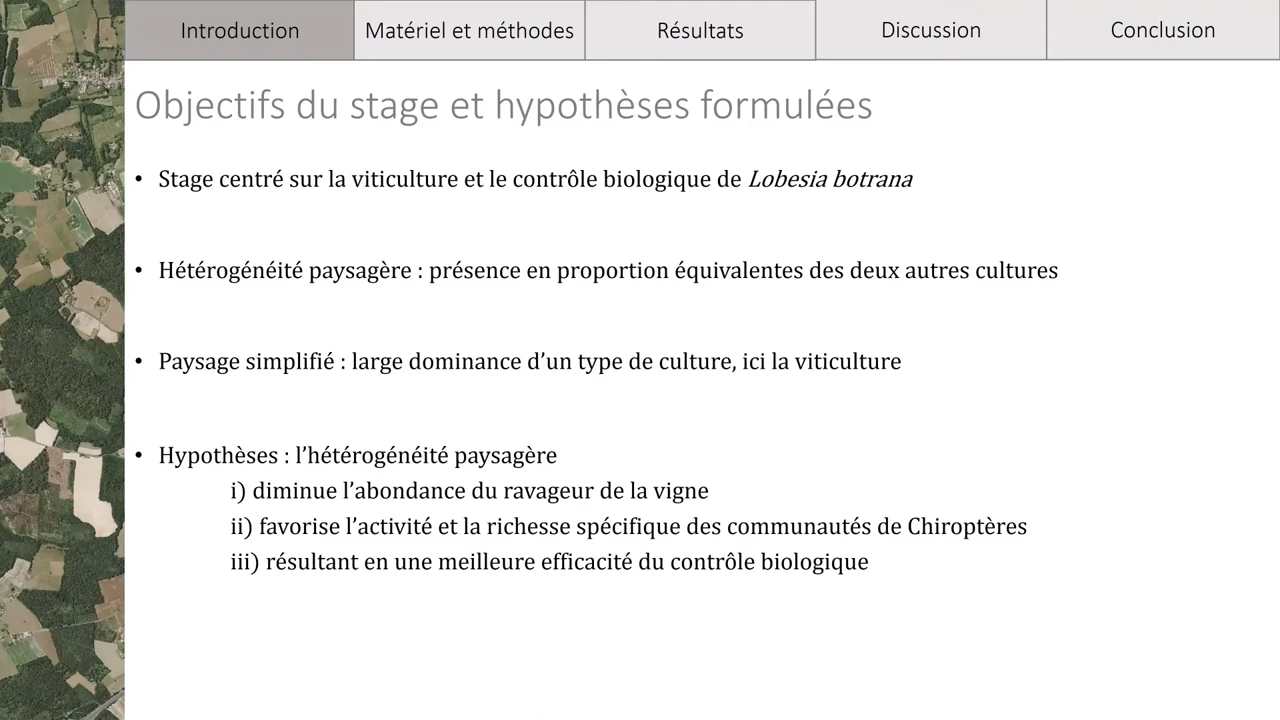 Introduction
Matériel et méthodes
Résultats
Discussion
Conclusion
Objectifs du stage et hypothèses formulées
• Stage centré sur la viticulture et le contrôle biologique de Lobesia botrana
• Hétérogénéité paysagère : présence en proportion équivalentes des deux autres cultures
• Paysage simplifié : large dominance d’un type de culture, ici la viticulture
• Hypothèses : l’hétérogénéité paysagère
i) diminue l’abondance du ravageur de la vigne
ii) favorise l’activité et la richesse spécifique des communautés de Chiroptères
iii) résultant en une meilleure efficacité du contrôle biologique